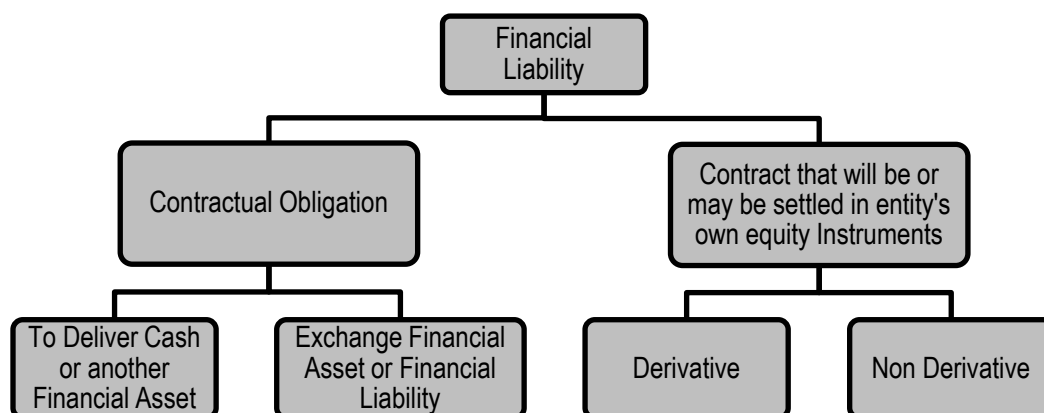 Financial
Liability
Contractual Obligation
Contract that will be or
may be settled in entity's
own equity Instruments
To Deliver Cash
or another
Financial Asset
Exchange Financial
Asset or Financial
Liability
Derivative
Non Derivative